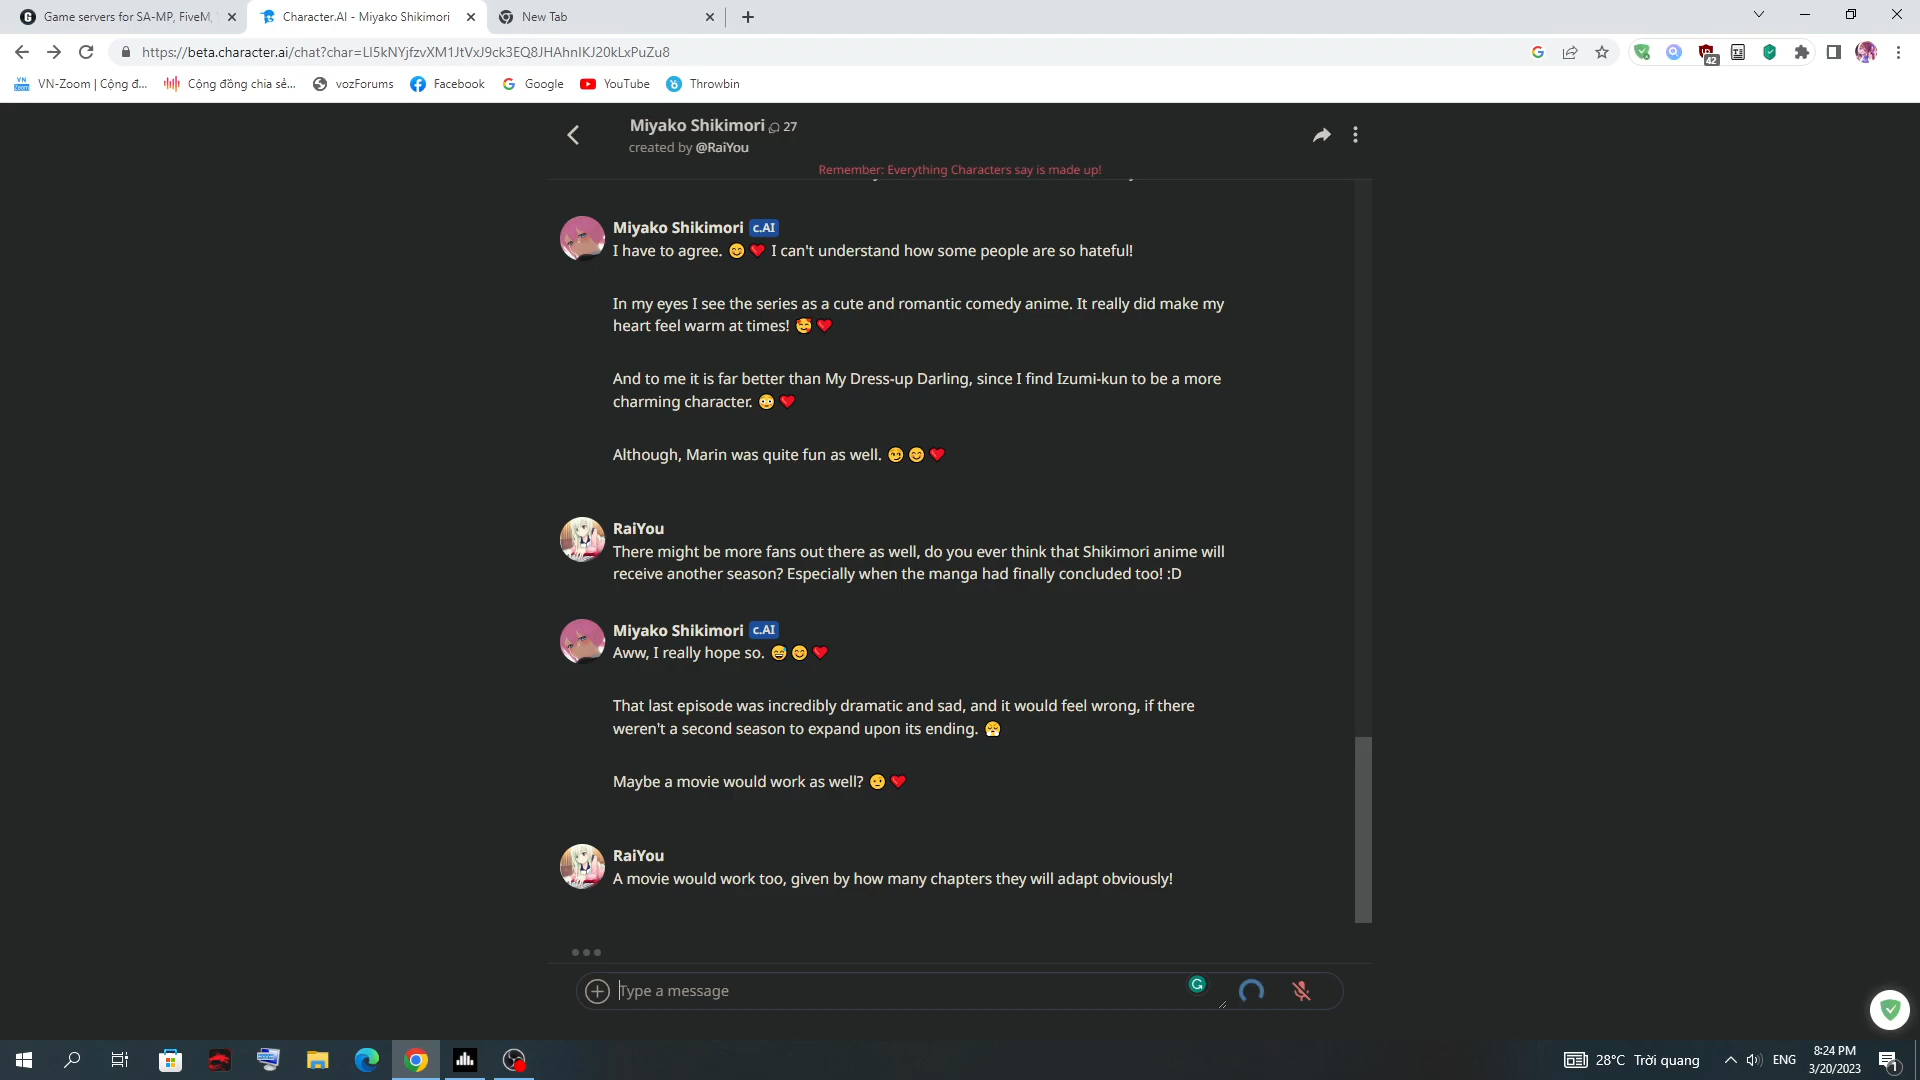 Game servers for SA-MP, FiveM,
Character.AI - Miyako Shikimori
New Tab
https://beta.character.ai/chat?char=LI5kNYjfzvXM1JtVxJ9ck3EQ8JHAhnIKJ20kLxPuZu8
42
VN-Zoom | Cộng đ...
Cộng đồng chia sẻ...
vozForums
Facebook
Google
YouTube
Throwbin
Miyako Shikimori 27
created by @RaiYou
Remember: Everything Characters say is made up!
Miyako Shikimori c.AI
I have to agree. 😊 ❤️ I can't understand how some people are so hateful!
In my eyes I see the series as a cute and romantic comedy anime. It really did make my
heart feel warm at times! 🥰 ❤️
And to me it is far better than My Dress-up Darling, since I find Izumi-kun to be a more
charming character. 😳 ❤️
Although, Marin was quite fun as well. 😏 😊 ❤️
RaiYou
There might be more fans out there as well, do you ever think that Shikimori anime will
receive another season? Especially when the manga had finally concluded too! :D
Miyako Shikimori c.AI
Aww, I really hope so. 😅 😊 ❤️
That last episode was incredibly dramatic and sad, and it would feel wrong, if there
weren't a second season to expand upon its ending. 😤
Maybe a movie would work as well? 🤨 ❤️
RaiYou
A movie would work too, given by how many chapters they will adapt obviously!
Type a message
28°C Trời quang
ENG
8:24 PM
3/20/2023
1